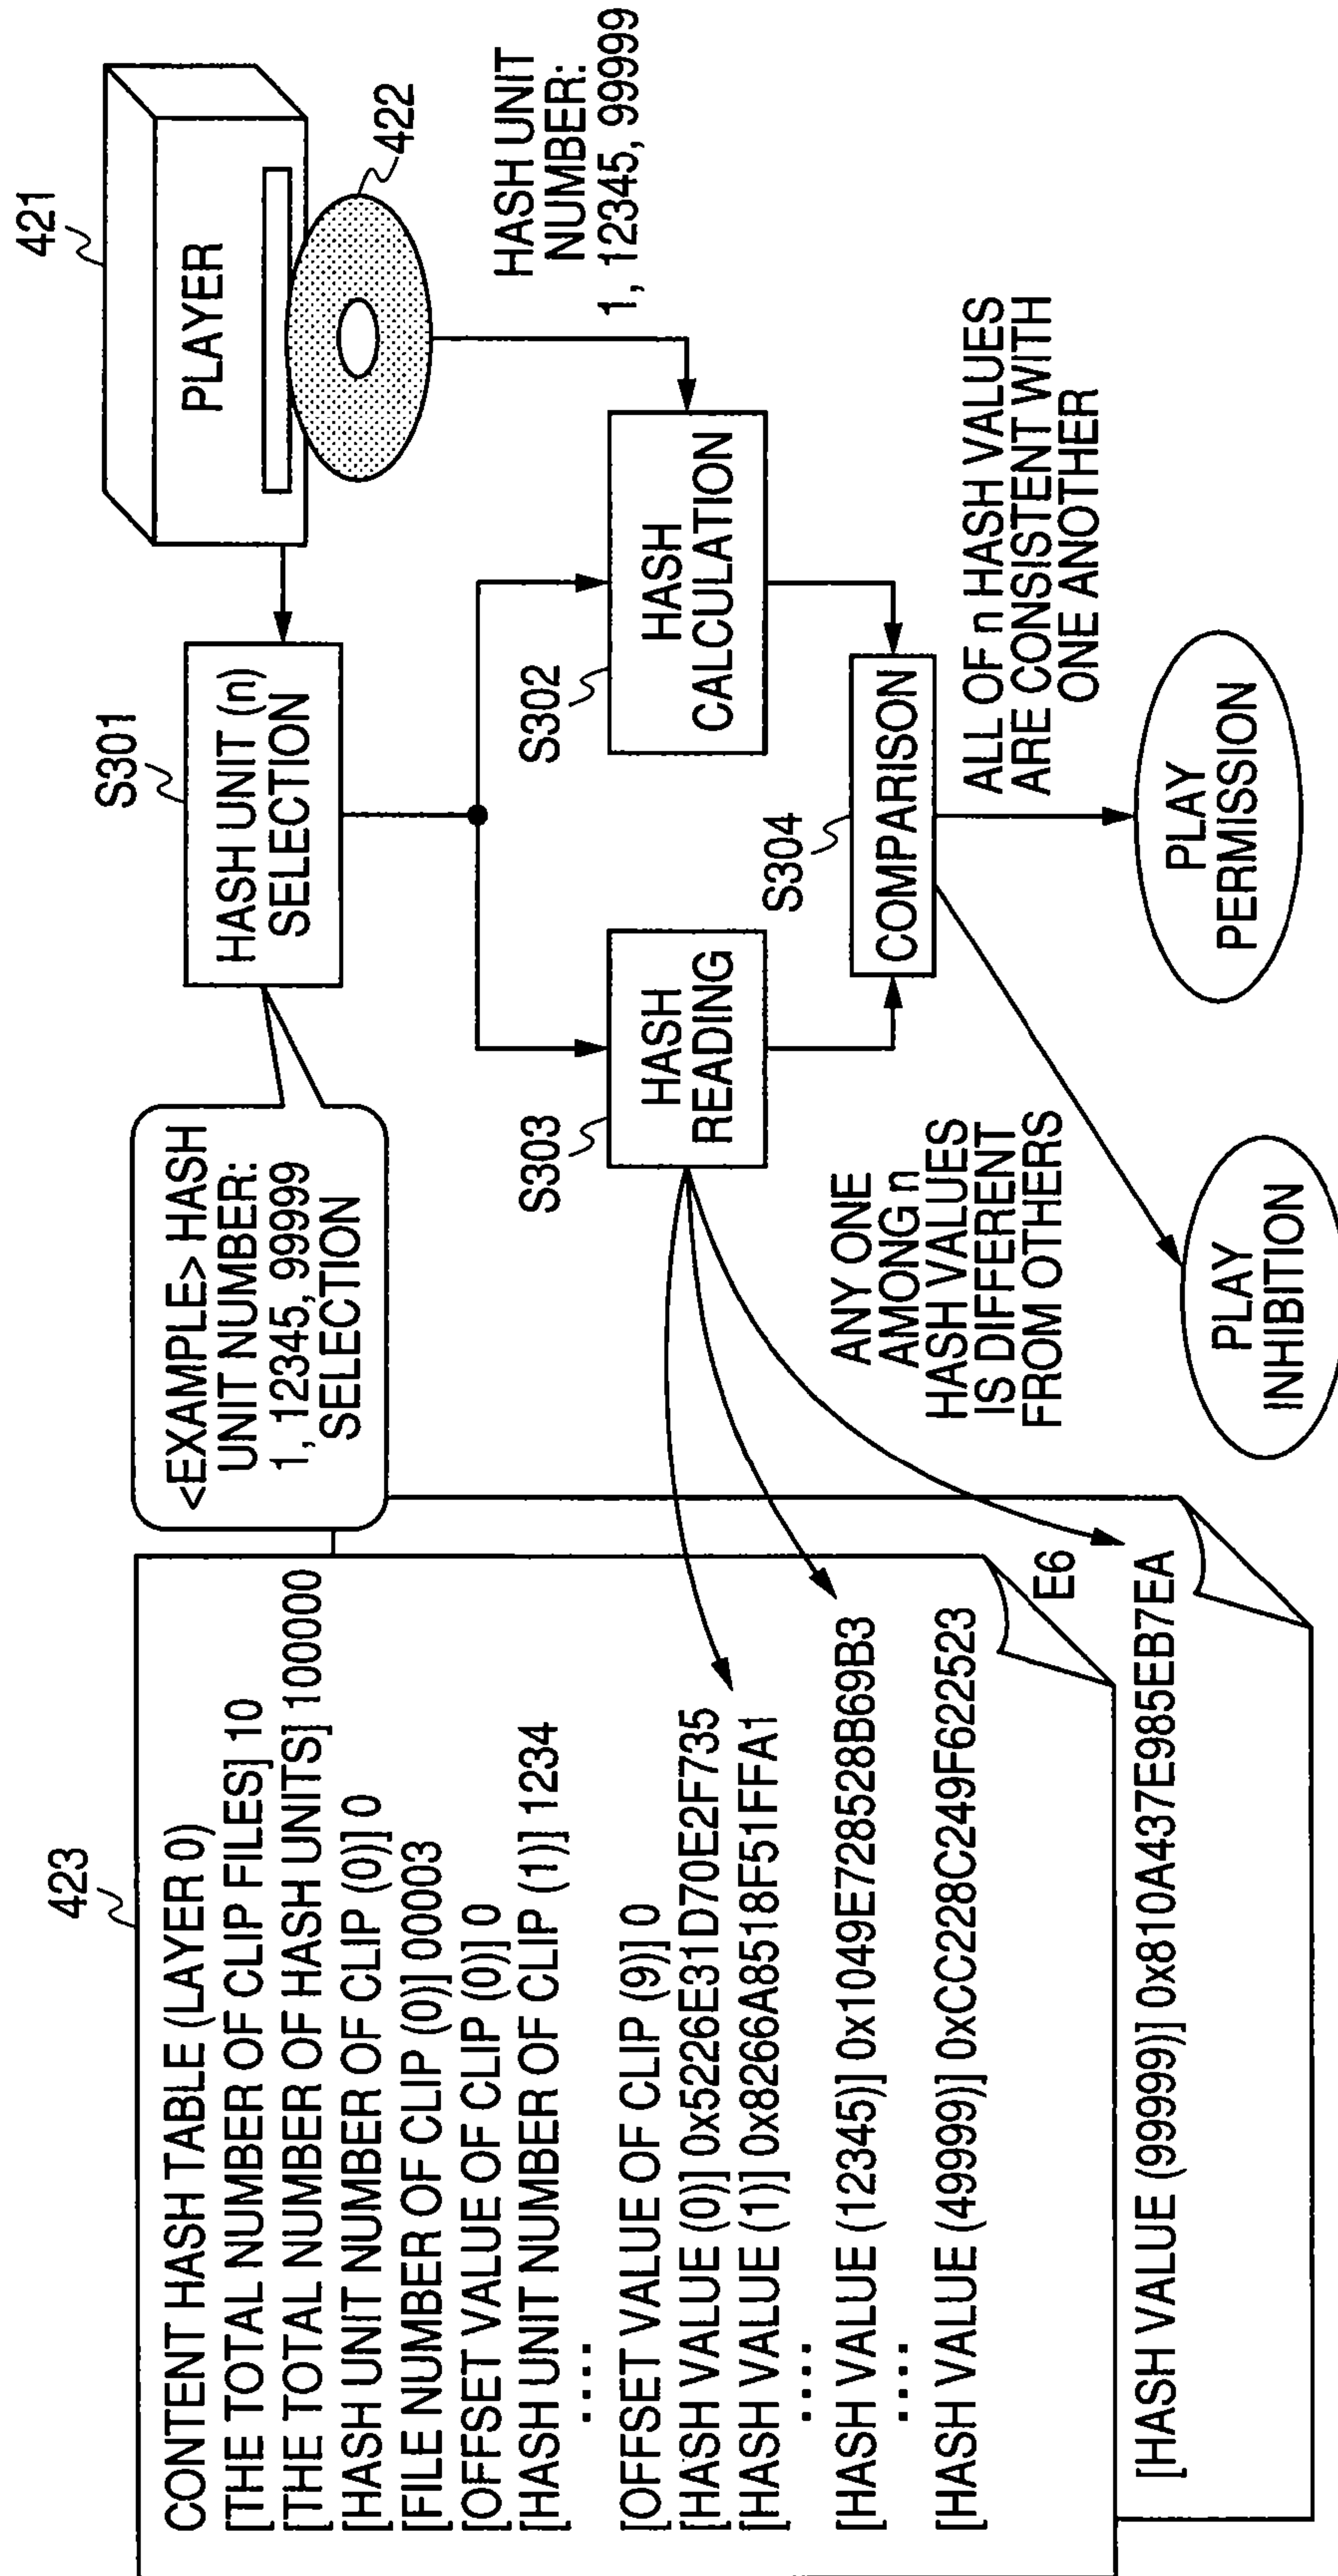 423
CONTENT HASH TABLE (LAYER 0)
[THE TOTAL NUMBER OF CLIP FILES] 10
[THE TOTAL NUMBER OF HASH UNITS] 100000
[HASH UNIT NUMBER OF CLIP (0)] 0
[FILE NUMBER OF CLIP (0)] 00003
[OFFSET VALUE OF CLIP (0)] 0
[HASH UNIT NUMBER OF CLIP (1)] 1234
....
[OFFSET VALUE OF CLIP (9)] 0
[HASH VALUE (0)] 0x5226E31D70E2F735
[HASH VALUE (1)] 0x8266A8518F51FFA1
....
[HASH VALUE (12345)] 0x1049E728528B69B3
....
[HASH VALUE (49999)] 0xCC228C249F622523
E6
[HASH VALUE (99999)] 0x810A437E985EB7EA
<EXAMPLE> HASH
UNIT NUMBER:
1, 12345, 99999
SELECTION
S301
HASH UNIT (n)
SELECTION
421
PLAYER
422
HASH UNIT
NUMBER:
1, 12345, 99999
S303
HASH
READING
S302
HASH
CALCULATION
S304
COMPARISON
ANY ONE
AMONG n
HASH VALUES
IS DIFFERENT
FROM OTHERS
ALL OF n HASH VALUES
ARE CONSISTENT WITH
ONE ANOTHER
PLAY
INHIBITION
PLAY
PERMISSION